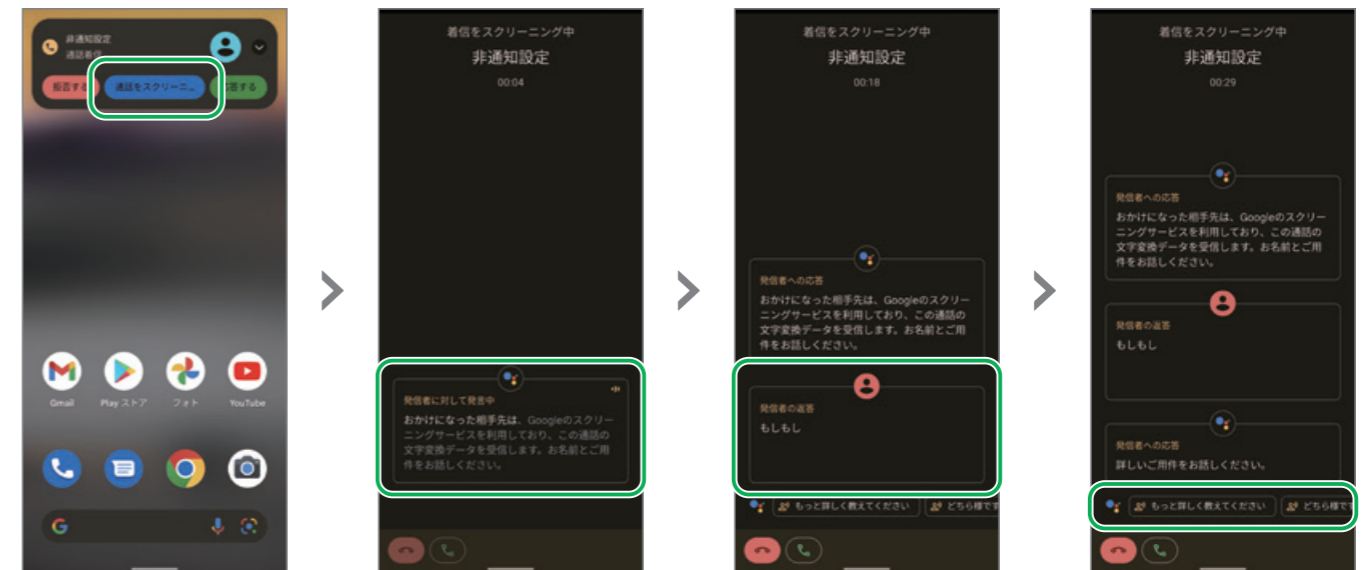 非通知設定
通話着信
拒否する
通話をスクリーニ...
応答する
Gmail
Play ストア
フォト
YouTube
着信をスクリーニング中
非通知設定
00:04
発信者に対して発言中
おかけになった相手先は、Googleのスクリー
ニングサービスを利用しており、この通話の
文字変換データを受信します。お名前とご用
件をお話しください。
着信をスクリーニング中
非通知設定
00:18
発信者への応答
おかけになった相手先は、Googleのスクリー
ニングサービスを利用しており、この通話の
文字変換データを受信します。お名前とご用
件をお話しください。
発信者の返答
もしもし
もっと詳しく教えてください
どちら様です
着信をスクリーニング中
非通知設定
00:29
発信者への応答
おかけになった相手先は、Googleのスクリー
ニングサービスを利用しており、この通話の
文字変換データを受信します。お名前とご用
件をお話しください。
発信者の返答
もしもし
発信者への応答
詳しいご用件をお話しください。
もっと詳しく教えてください
どちら様です